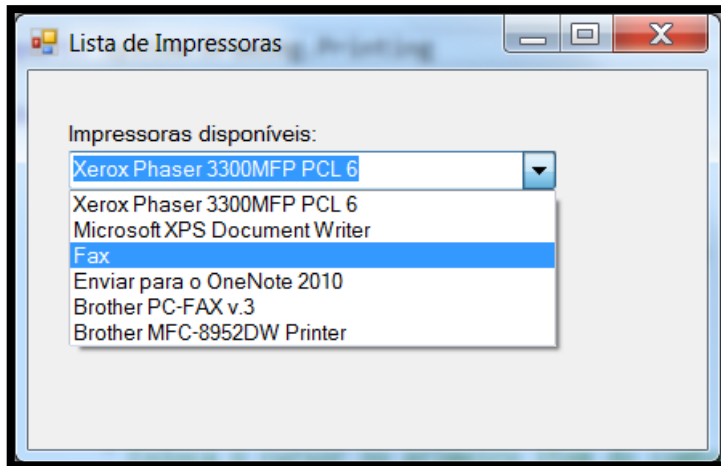 Lista de Impressoras
Impressoras disponíveis:
Xerox Phaser 3300MFP PCL 6
Xerox Phaser 3300MFP PCL 6
Microsoft XPS Document Writer
Fax
Enviar para o OneNote 2010
Brother PC-FAX v.3
Brother MFC-8952DW Printer